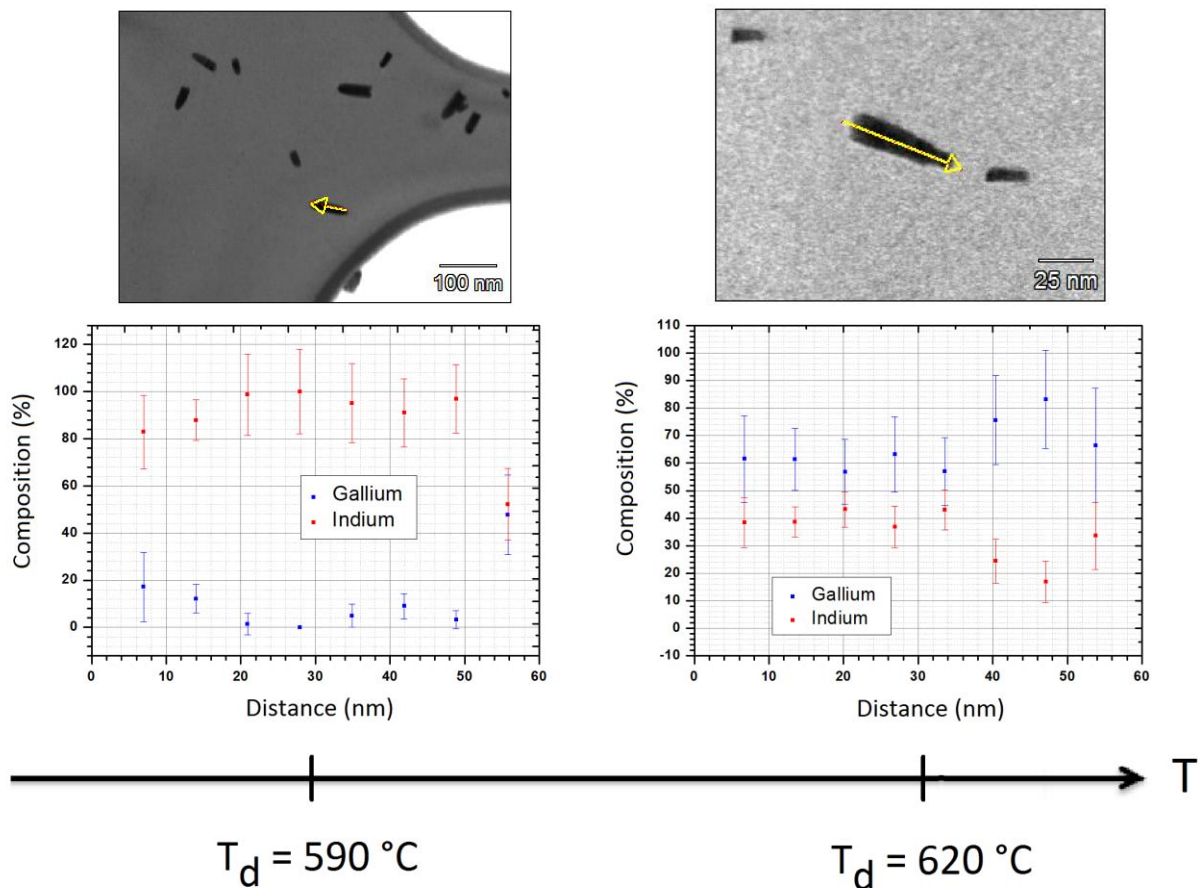 100 nm
25 nm
120
100
80
60
40
20
0
Composition (%)
Gallium
Indium
0 10 20 30 40 50 60
Distance (nm)
110
100
90
80
70
60
50
40
30
20
10
0
-10
Composition (%)
Gallium
Indium
0 10 20 30 40 50 60
Distance (nm)
T
Td = 590 °C
Td = 620 °C